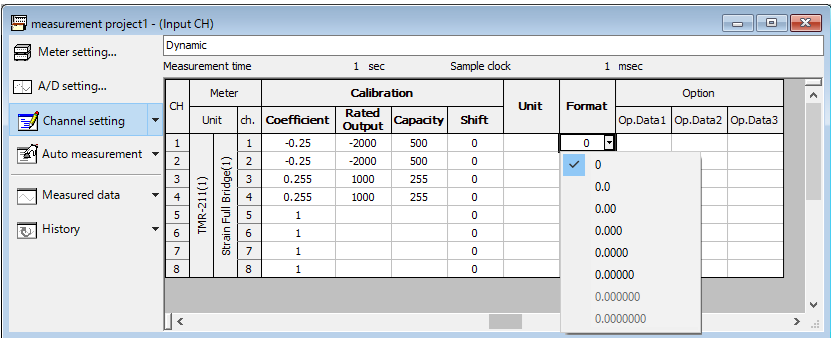 measurement project1 - (Input CH)
Meter setting...
A/D setting...
Channel setting
Auto measurement
Measured data
History
Dynamic
Measurement time 1 sec Sample clock 1 msec
CH Meter Calibration Unit Format Option
Unit ch. Coefficient Rated Output Capacity Shift Op.Data1 Op.Data2 Op.Data3
TMR-211(1)
Strain Full Bridge(1)
1 1 -0.25 -2000 500 0 0
2 2 -0.25 -2000 500 0
3 3 0.255 1000 255 0
4 4 0.255 1000 255 0
5 5 1 0
6 6 1 0
7 7 1 0
8 8 1 0
0
0.0
0.00
0.000
0.0000
0.00000
0.000000
0.0000000